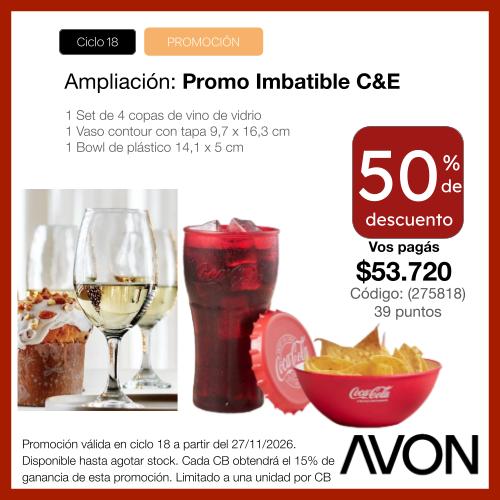 Ciclo 18
PROMOCIÓN
Ampliación: Promo Imbatible C&E
1 Set de 4 copas de vino de vidrio
1 Vaso contour con tapa 9,7 x 16,3 cm
1 Bowl de plástico 14,1 x 5 cm
50% de
descuento
Vos pagás
$53.720
Código: (275818)
39 puntos
Coca-Cola
Coca-Cola
Coca-Cola
Promoción válida en ciclo 18 a partir del 27/11/2026.
Disponible hasta agotar stock. Cada CB obtendrá el 15% de
ganancia de esta promoción. Limitado a una unidad por CB
AVON